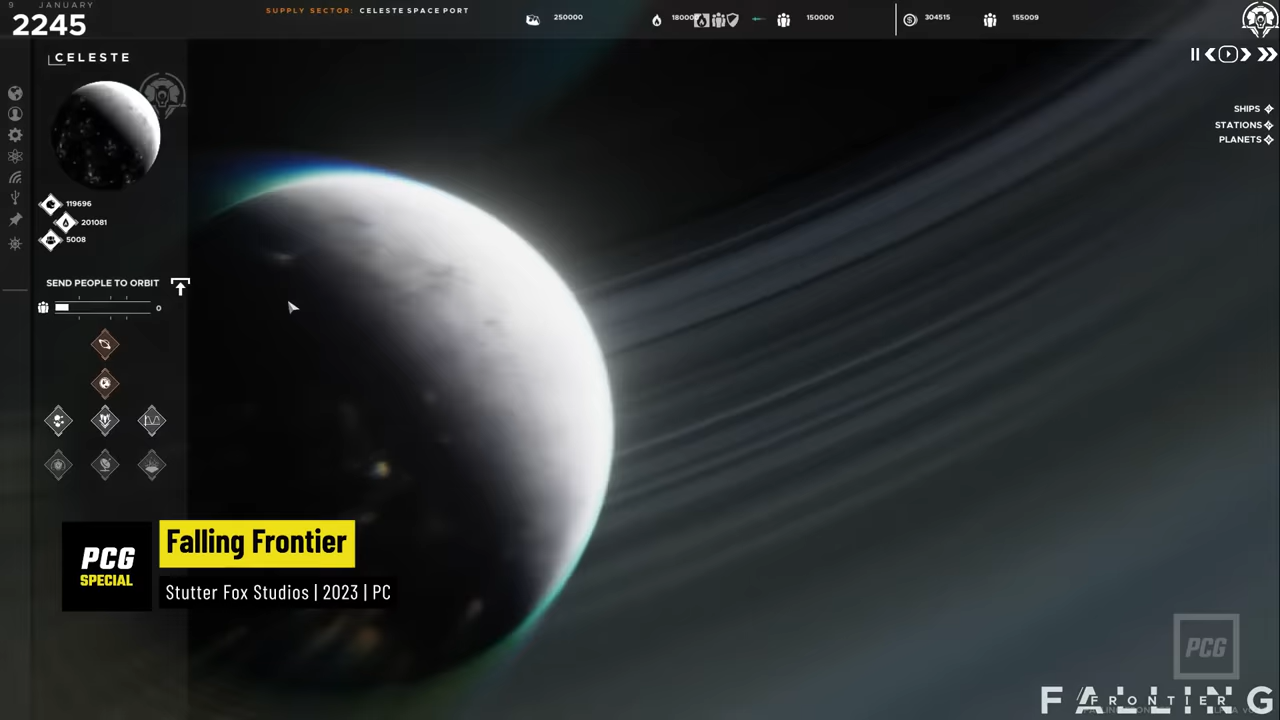 9 JANUARY
2245
SUPPLY SECTOR: CELESTE SPACE PORT
250000
18000
150000
304515
155009
CELESTE
SHIPS
STATIONS
PLANETS
119696
201081
5008
SEND PEOPLE TO ORBIT
0
PCG
SPECIAL
Falling Frontier
Stutter Fox Studios | 2023 | PC
PCG
FALLING
FRONTIER